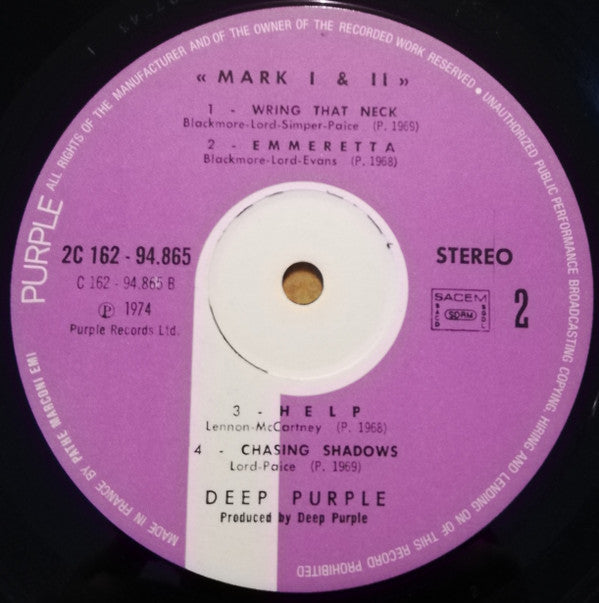 ALL RIGHTS OF THE MANUFACTURER AND OF THE OWNER OF THE RECORDED WORK RESERVED • UNAUTHORIZED PUBLIC PERFORMANCE BROADCASTING COPYING, HIRING AND LENDING ON OF THIS RECORD PROHIBITED
PURPLE
MADE IN FRANCE BY PATHE MARCONI EMI
« MARK I & II »
1 - WRING THAT NECK
Blackmore-Lord-Simper-Paice (P. 1969)
2 - EMMERETTA
Blackmore-Lord-Evans (P. 1968)
2C 162 - 94.865
C 162 - 94.865 B
Ⓟ 1974
Purple Records Ltd.
STEREO
SACEM
SACD SDRM SGDL
2
3 - HELP
Lennon-McCartney (P. 1968)
4 - CHASING SHADOWS
Lord-Paice (P. 1969)
DEEP PURPLE
Produced by Deep Purple